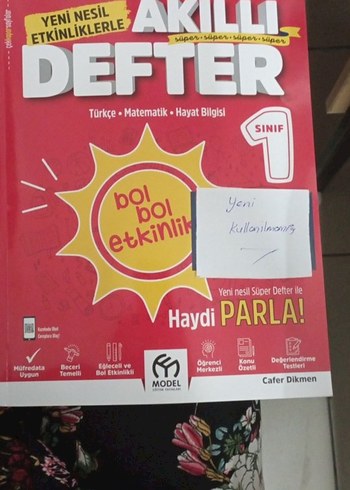 YENİ NESİL
ETKİNLİKLERLE
AKILLI
süper • süper • süper • süper
DEFTER
Türkçe • Matematik • Hayat Bilgisi
1
SINIF
bol
bol
etkinlik
Yeni
Kullanılmamış
Yeni nesil Süper Defter ile
Haydi PARLA!
Müfredata
Uygun
Beceri
Temelli
Eğlenceli ve
Bol Etkinlikli
MODEL
Öğrenci
Merkezli
Konu
Özetli
Değerlendirme
Testleri
Cafer Dikmen